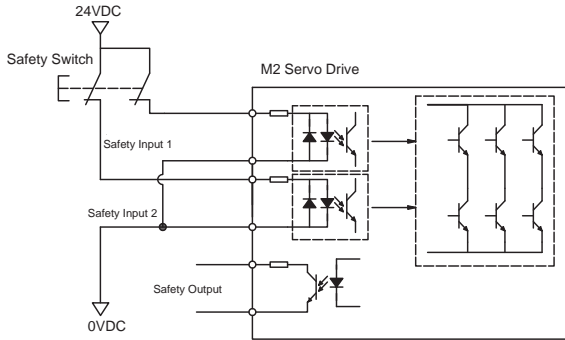 24VDC
Safety Switch
M2 Servo Drive
Safety Input 1
Safety Input 2
Safety Output
0VDC